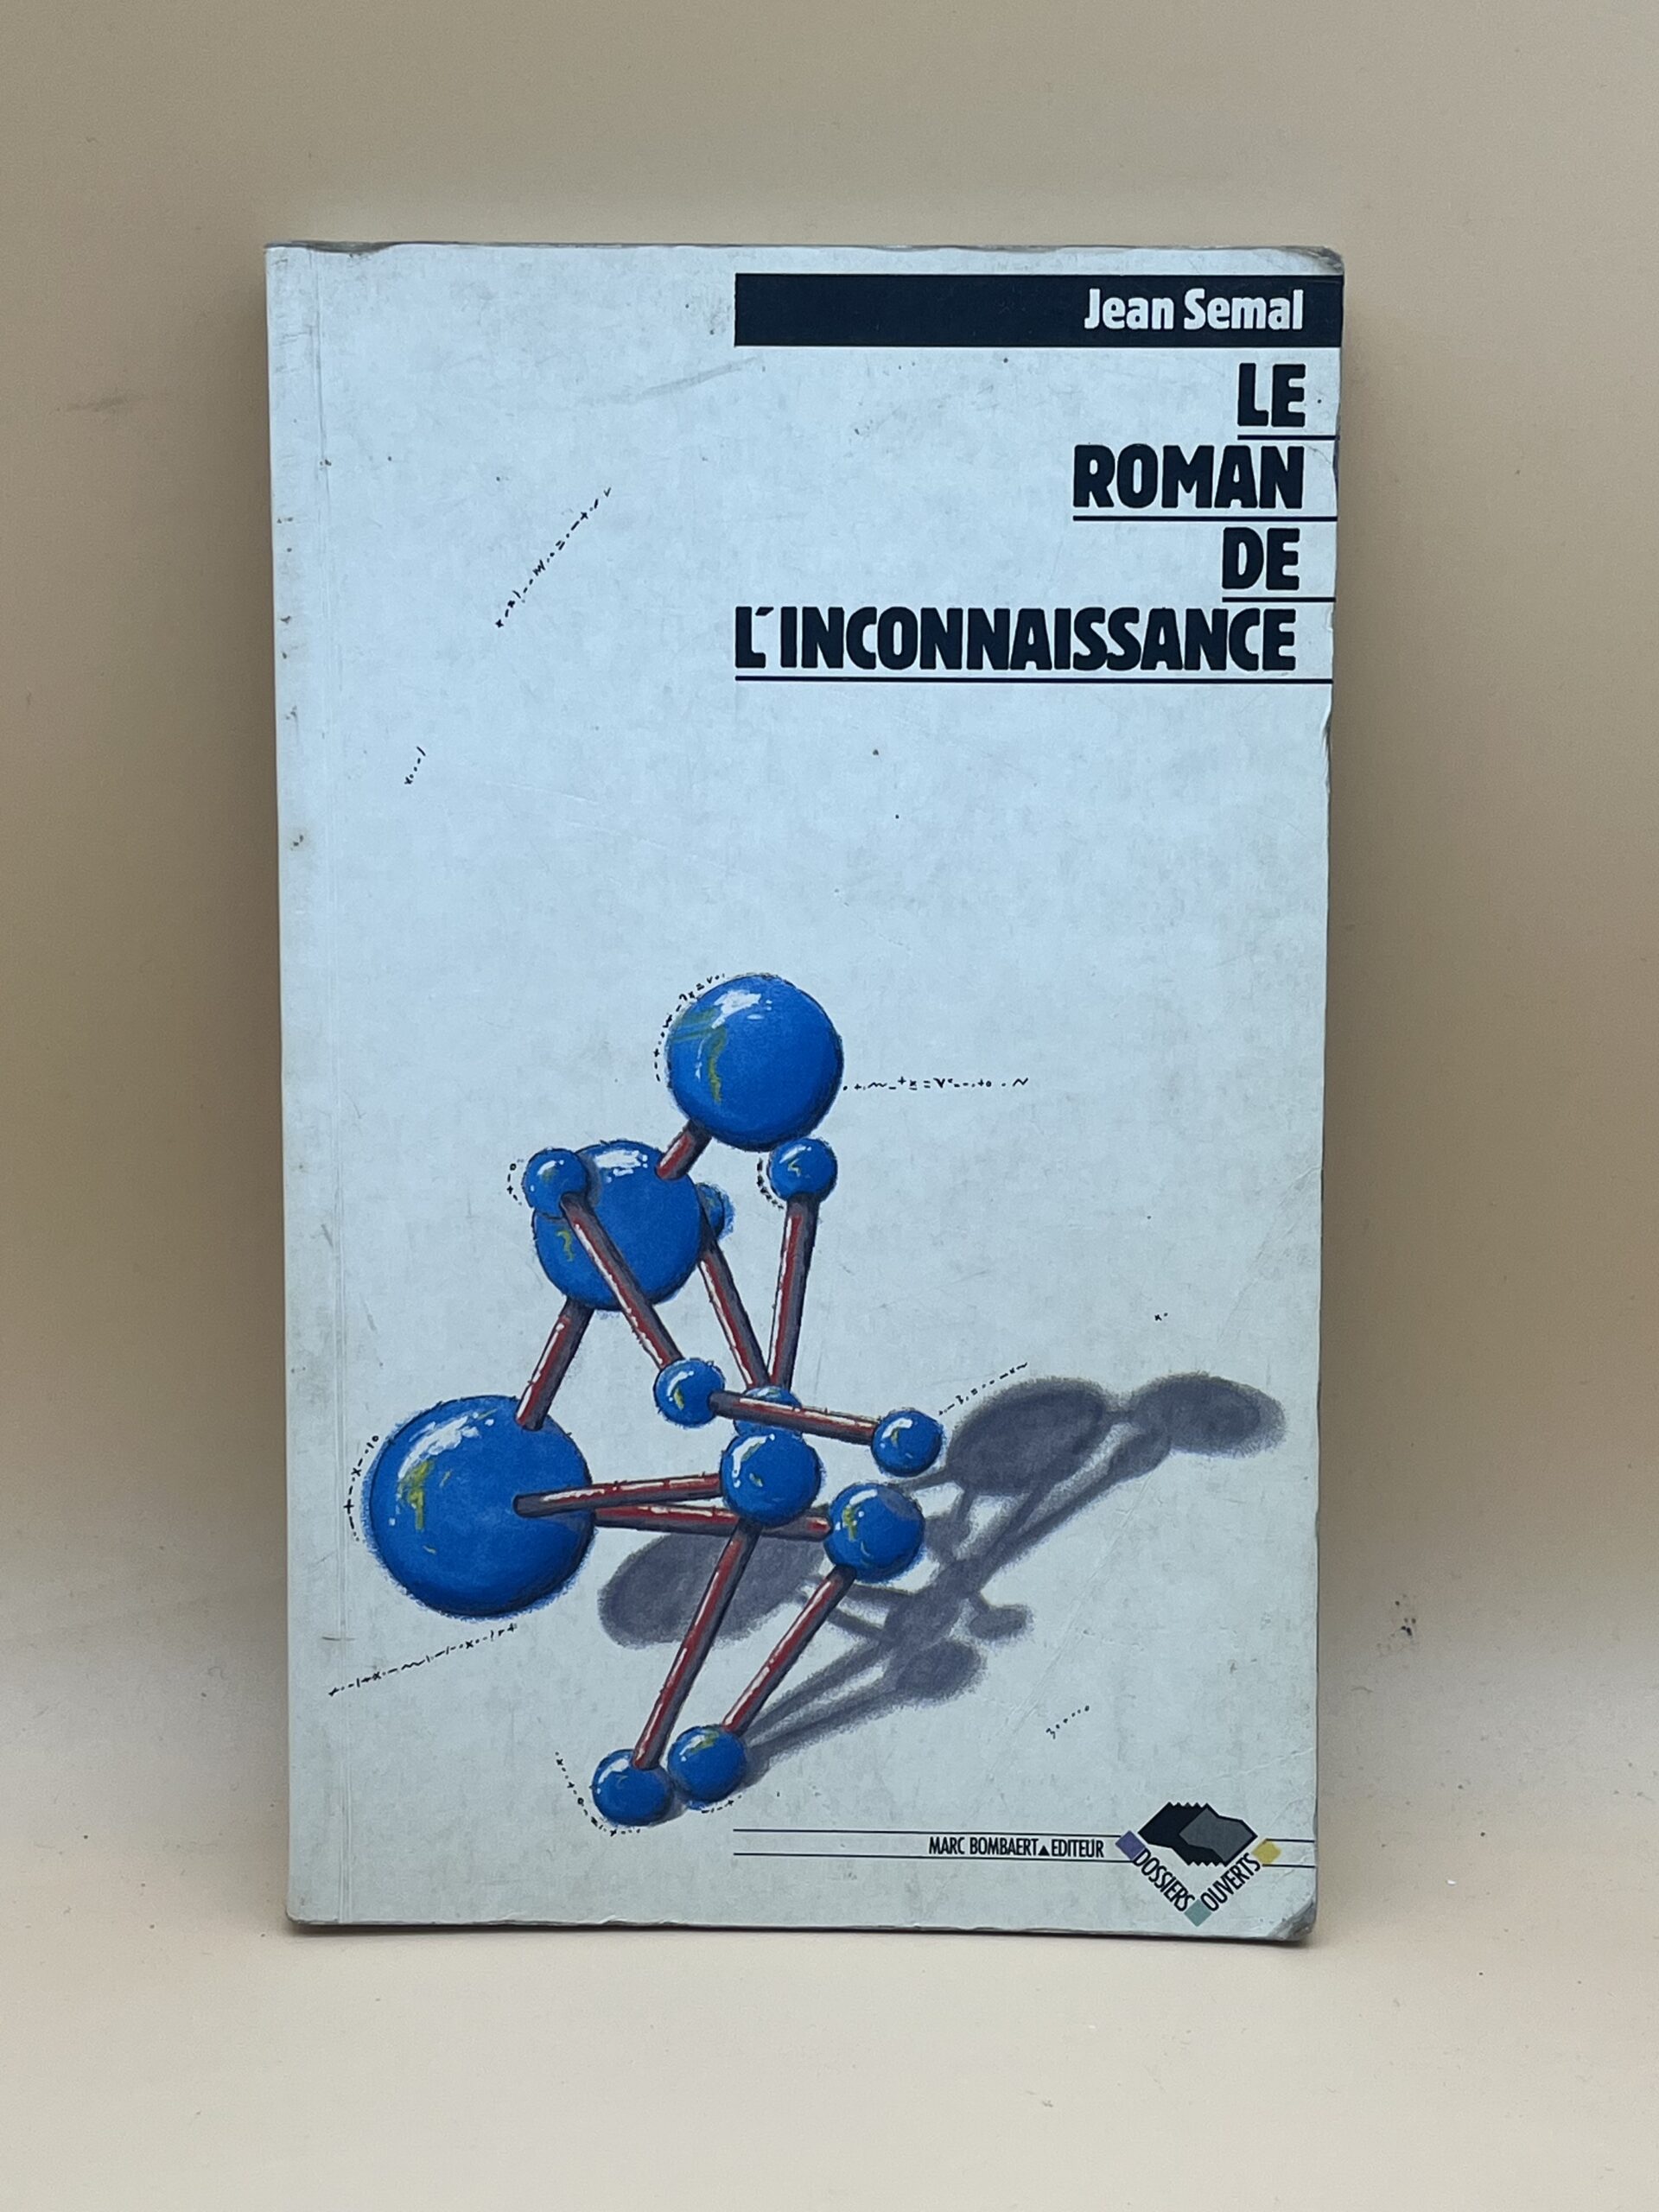 Jean Semal
LE
ROMAN
DE
L'INCONNAISSANCE
MARC BOMBAERT▲EDITEUR
DOSSIERS
OUVERTS